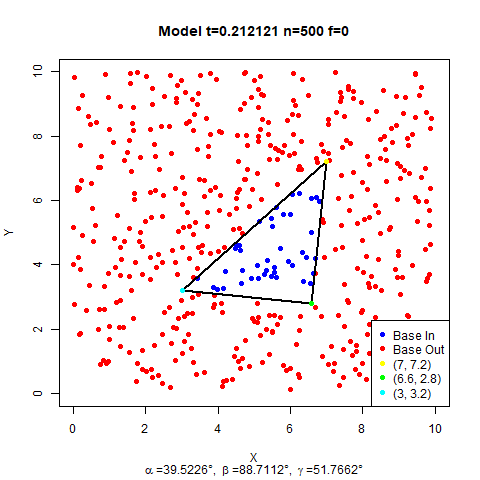 Model t=0.212121 n=500 f=0
Y
10
8
6
4
2
0
Base In
Base Out
(7, 7.2)
(6.6, 2.8)
(3, 3.2)
0 2 4 6 8 10
X
α=39.5226°, β=88.7112°, γ=51.7662°